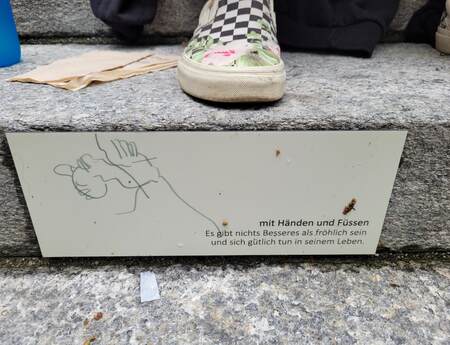 mit Händen und Füssen
Es gibt nichts Besseres als fröhlich sein
und sich gütlich tun in seinem Leben.